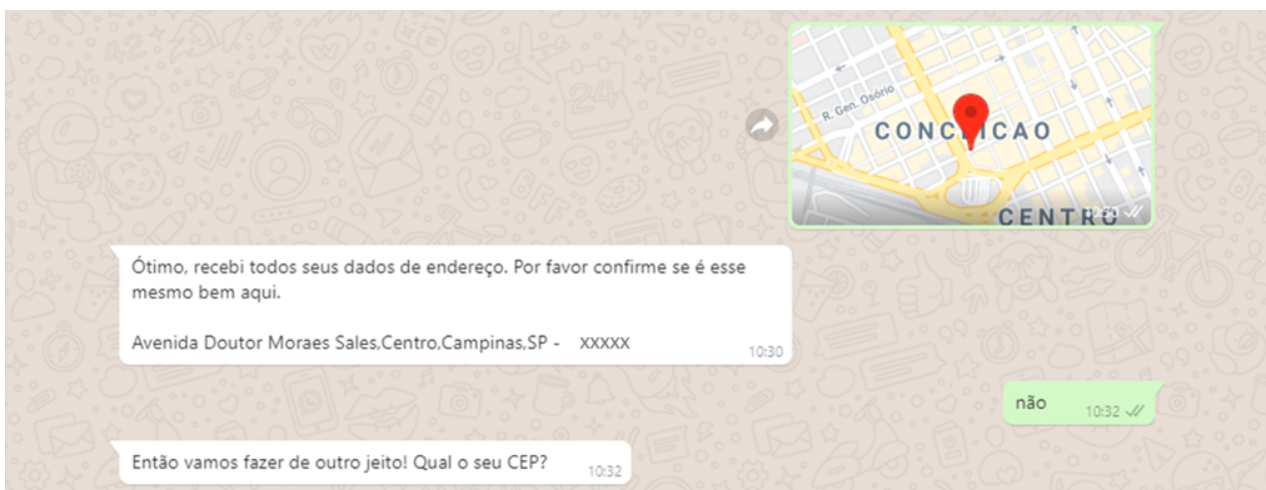 R. Gen. Osório
CONCEICAO
CENTRO
10:30
Ótimo, recebi todos seus dados de endereço. Por favor confirme se é esse
mesmo bem aqui.
Avenida Doutor Moraes Sales,Centro,Campinas,SP - XXXXX
10:30
não
10:32
Então vamos fazer de outro jeito! Qual o seu CEP?
10:32